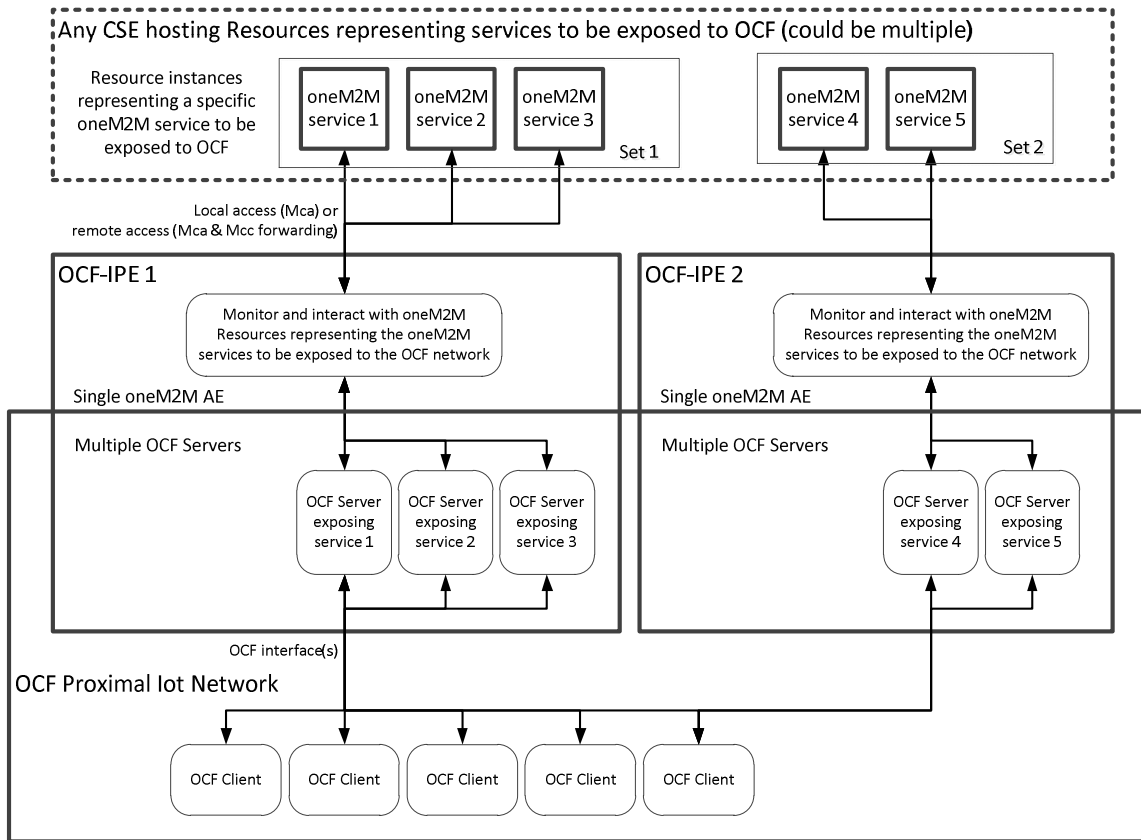 Any CSE hosting Resources representing services to be exposed to OCF (could be multiple)
Resource instances
representing a specific
oneM2M service to be
exposed to OCF
oneM2M
service 1
oneM2M
service 2
oneM2M
service 3
Set 1
oneM2M
service 4
oneM2M
service 5
Set 2
Local access (Mca) or
remote access (Mca & Mcc forwarding)
OCF-IPE 1
Monitor and interact with oneM2M
Resources representing the oneM2M
services to be exposed to the OCF network
Single oneM2M AE
Multiple OCF Servers
OCF Server
exposing
service 1
OCF Server
exposing
service 2
OCF Server
exposing
service 3
OCF-IPE 2
Monitor and interact with oneM2M
Resources representing the oneM2M
services to be exposed to the OCF network
Single oneM2M AE
Multiple OCF Servers
OCF Server
exposing
service 4
OCF Server
exposing
service 5
OCF interface(s)
OCF Proximal Iot Network
OCF Client
OCF Client
OCF Client
OCF Client
OCF Client